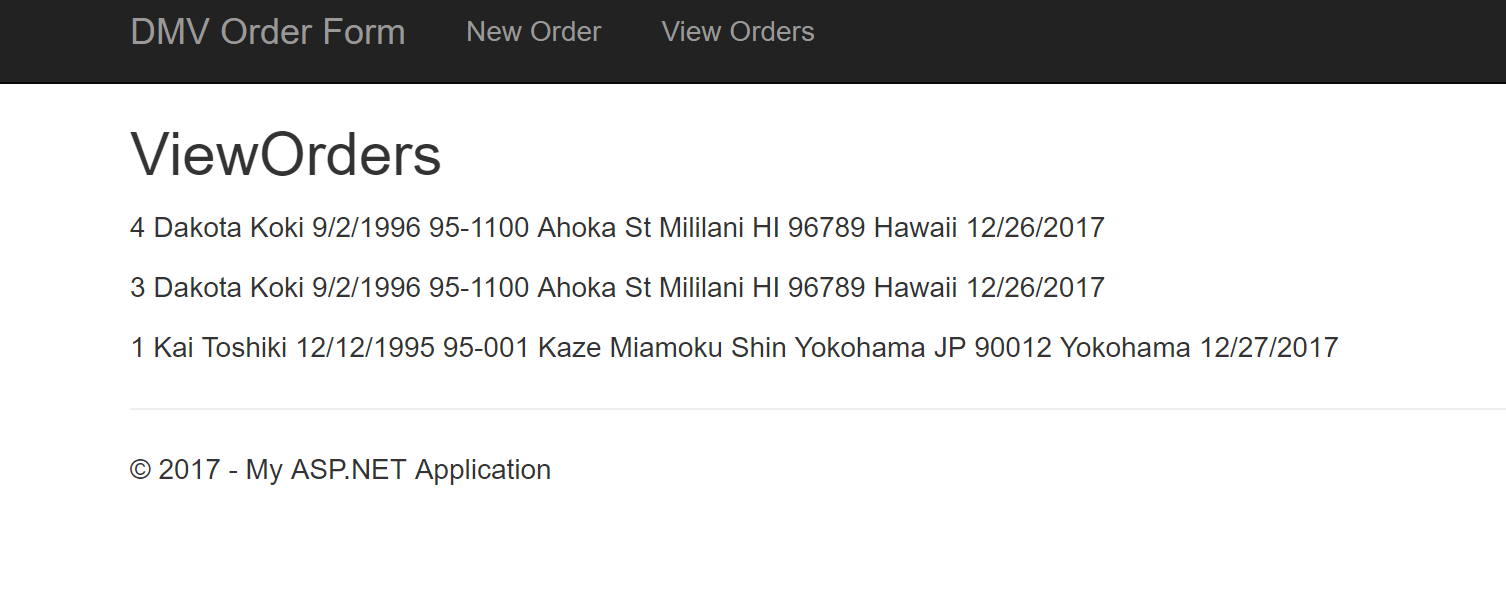 DMV Order Form New Order View Orders
ViewOrders
4 Dakota Koki 9/2/1996 95-1100 Ahoka St Mililani HI 96789 Hawaii 12/26/2017
3 Dakota Koki 9/2/1996 95-1100 Ahoka St Mililani HI 96789 Hawaii 12/26/2017
1 Kai Toshiki 12/12/1995 95-001 Kaze Miamoku Shin Yokohama JP 90012 Yokohama 12/27/2017
© 2017 - My ASP.NET Application